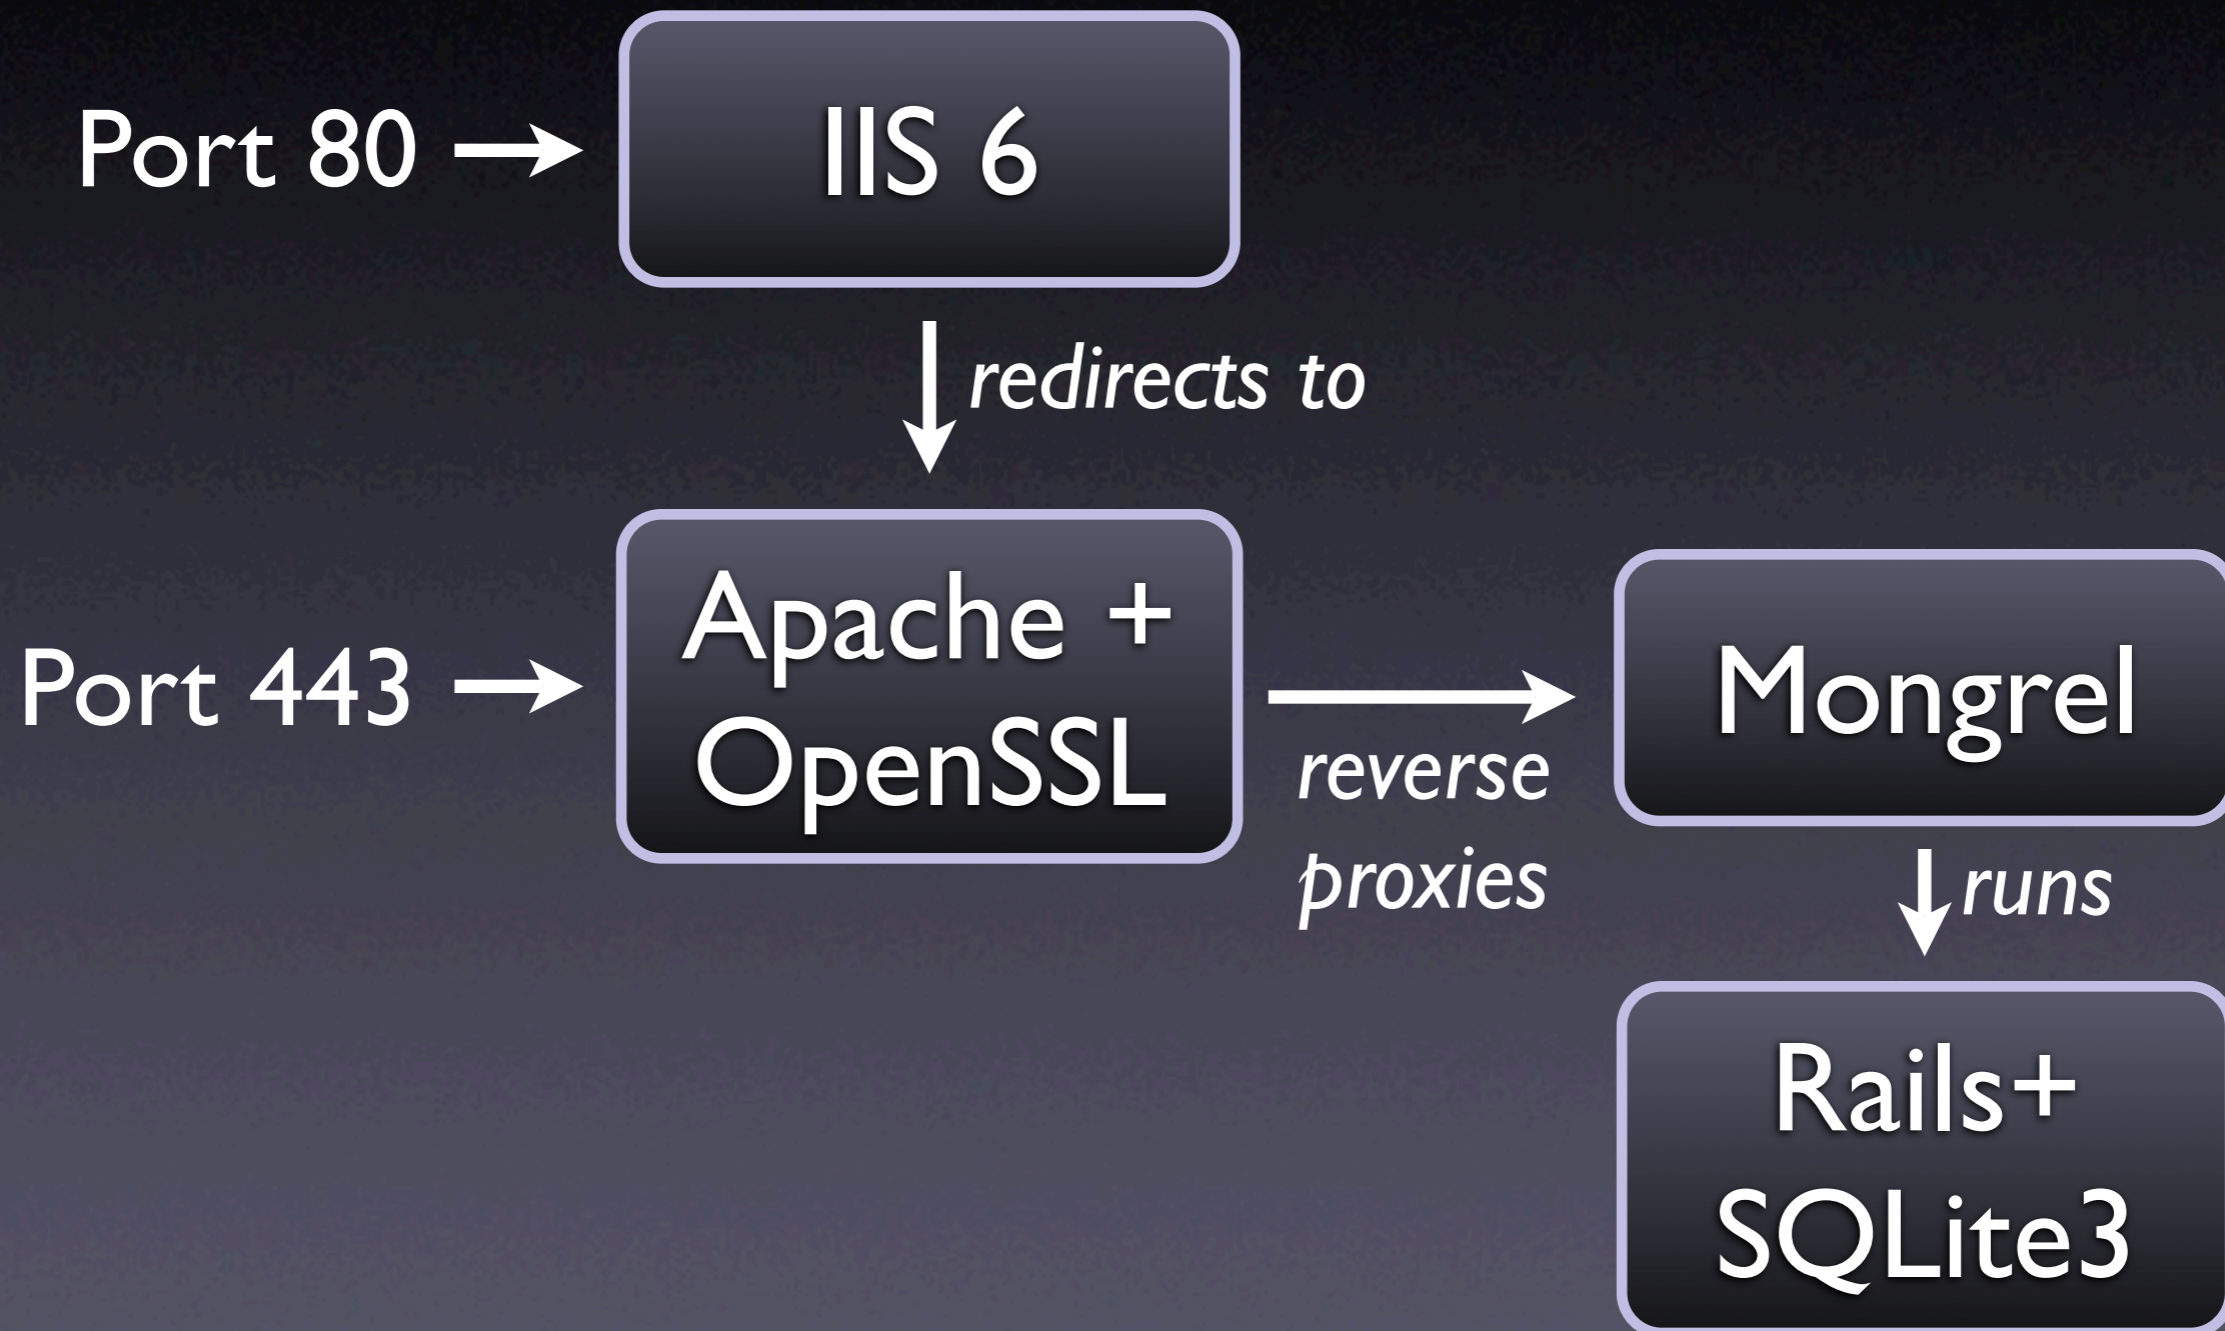 Port 80
IIS 6
redirects to
Port 443
Apache +
OpenSSL
reverse
proxies
Mongrel
runs
Rails+
SQLite3